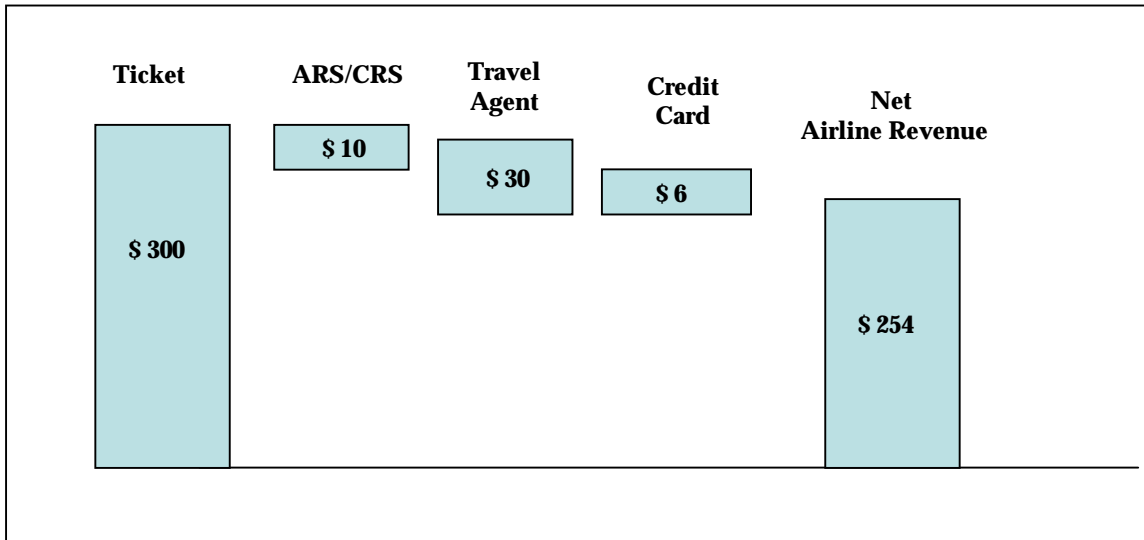 Ticket
ARS/CRS
Travel
Agent
Credit
Card
Net
Airline Revenue
$ 300
$ 10
$ 30
$ 6
$ 254